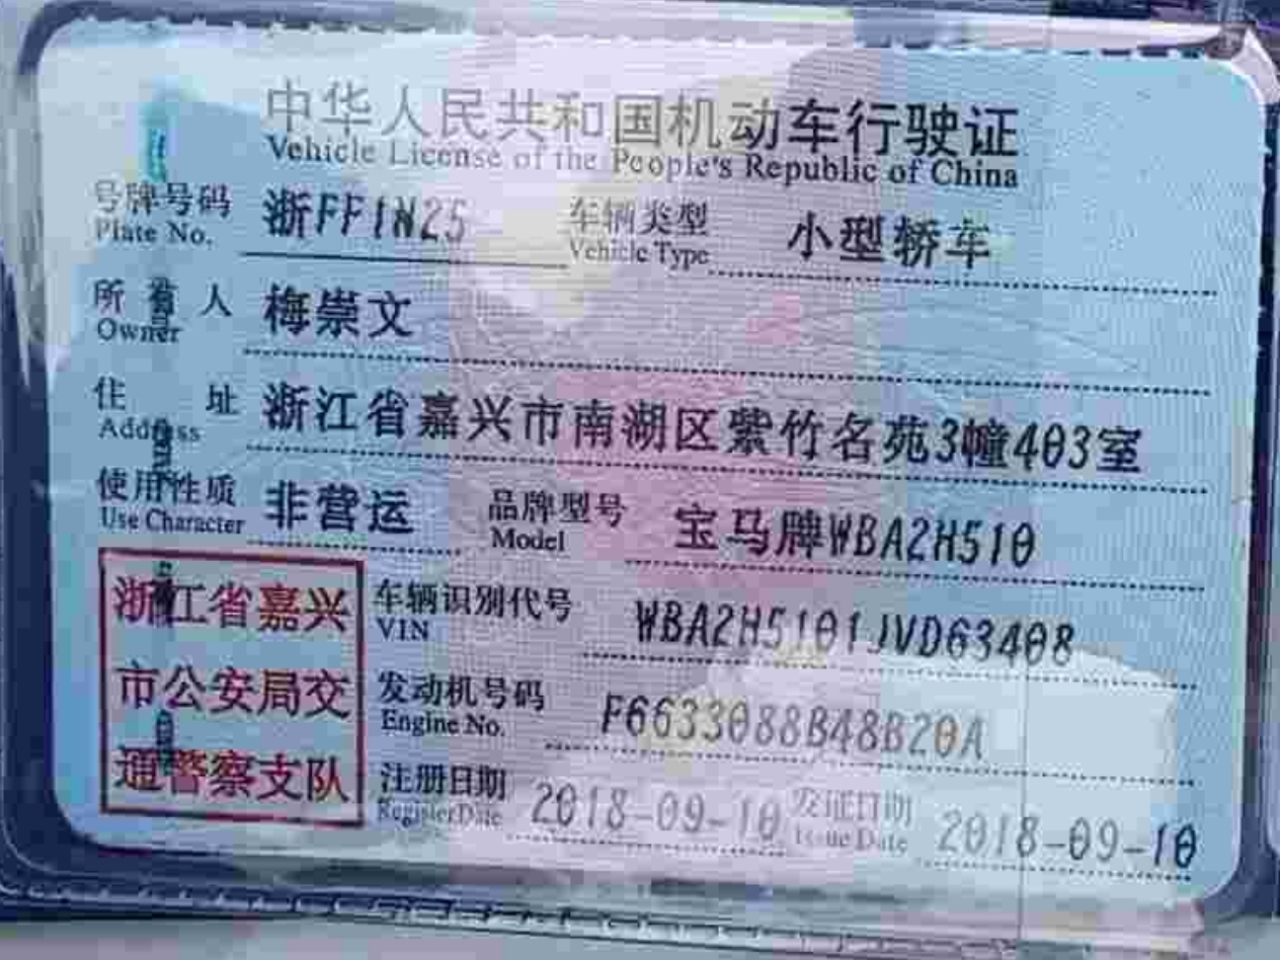 中华人民共和国机动车行驶证
Vehicle License of the People's Republic of China
号牌号码 浙FF1N25 车辆类型 小型轿车
Plate No. Vehicle Type
所有人 梅崇文
Owner
住址 浙江省嘉兴市南湖区紫竹名苑3幢403室
Address
使用性质 非营运 品牌型号 宝马牌WBA2H510
Use Character Model
浙江省嘉兴
市公安局交
通警察支队
车辆识别代号 WBA2H5101JVD63408
VIN
发动机号码 F6633088B48B20A
Engine No.
注册日期 2018-09-10 发证日期 2018-09-10
Register Date Issue Date